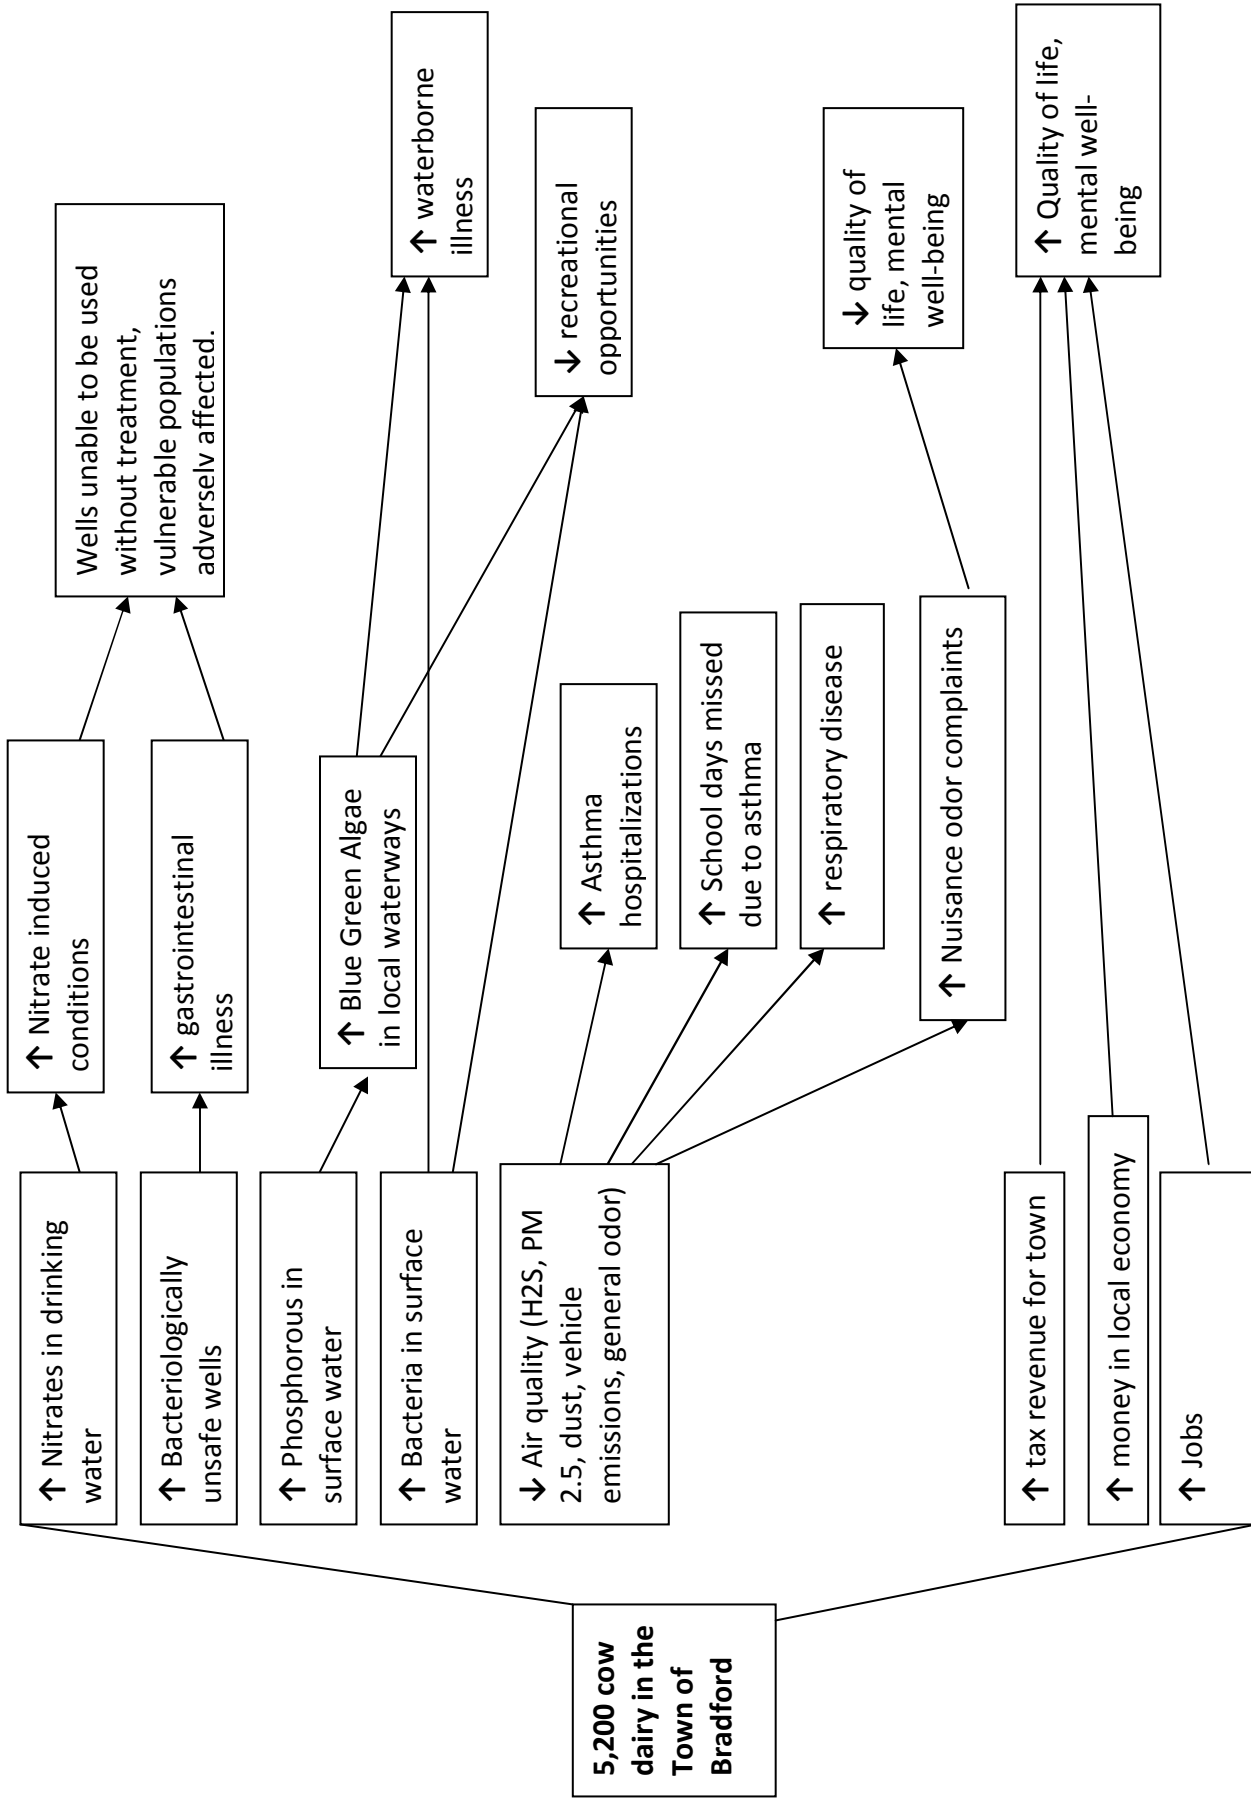 5,200 cow
dairy in the
Town of
Bradford
↑ Nitrates in drinking
water
↑ Bacteriologically
unsafe wells
↑ Phosphorous in
surface water
↑ Bacteria in surface
water
↓ Air quality (H2S, PM
2.5, dust, vehicle
emissions, general odor)
↑ tax revenue for town
↑ money in local economy
↑ Jobs
↑ Nitrate induced
conditions
↑ gastrointestinal
illness
↑ Blue Green Algae
in local waterways
↑ Asthma
hospitalizations
↑ School days missed
due to asthma
↑ respiratory disease
↑ Nuisance odor complaints
Wells unable to be used
without treatment,
vulnerable populations
adversely affected.
↑ waterborne
illness
↓ recreational
opportunities
↓ quality of
life, mental
well-being
↑ Quality of life,
mental well-
being